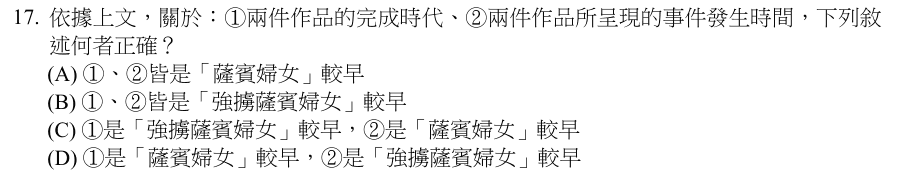 17. 依據上文，關於：①兩件作品的完成時代、②兩件作品所呈現的事件發生時間，下列敘
述何者正確？
(A) ①、②皆是「薩賓婦女」較早
(B) ①、②皆是「強擄薩賓婦女」較早
(C) ①是「強擄薩賓婦女」較早，②是「薩賓婦女」較早
(D) ①是「薩賓婦女」較早，②是「強擄薩賓婦女」較早